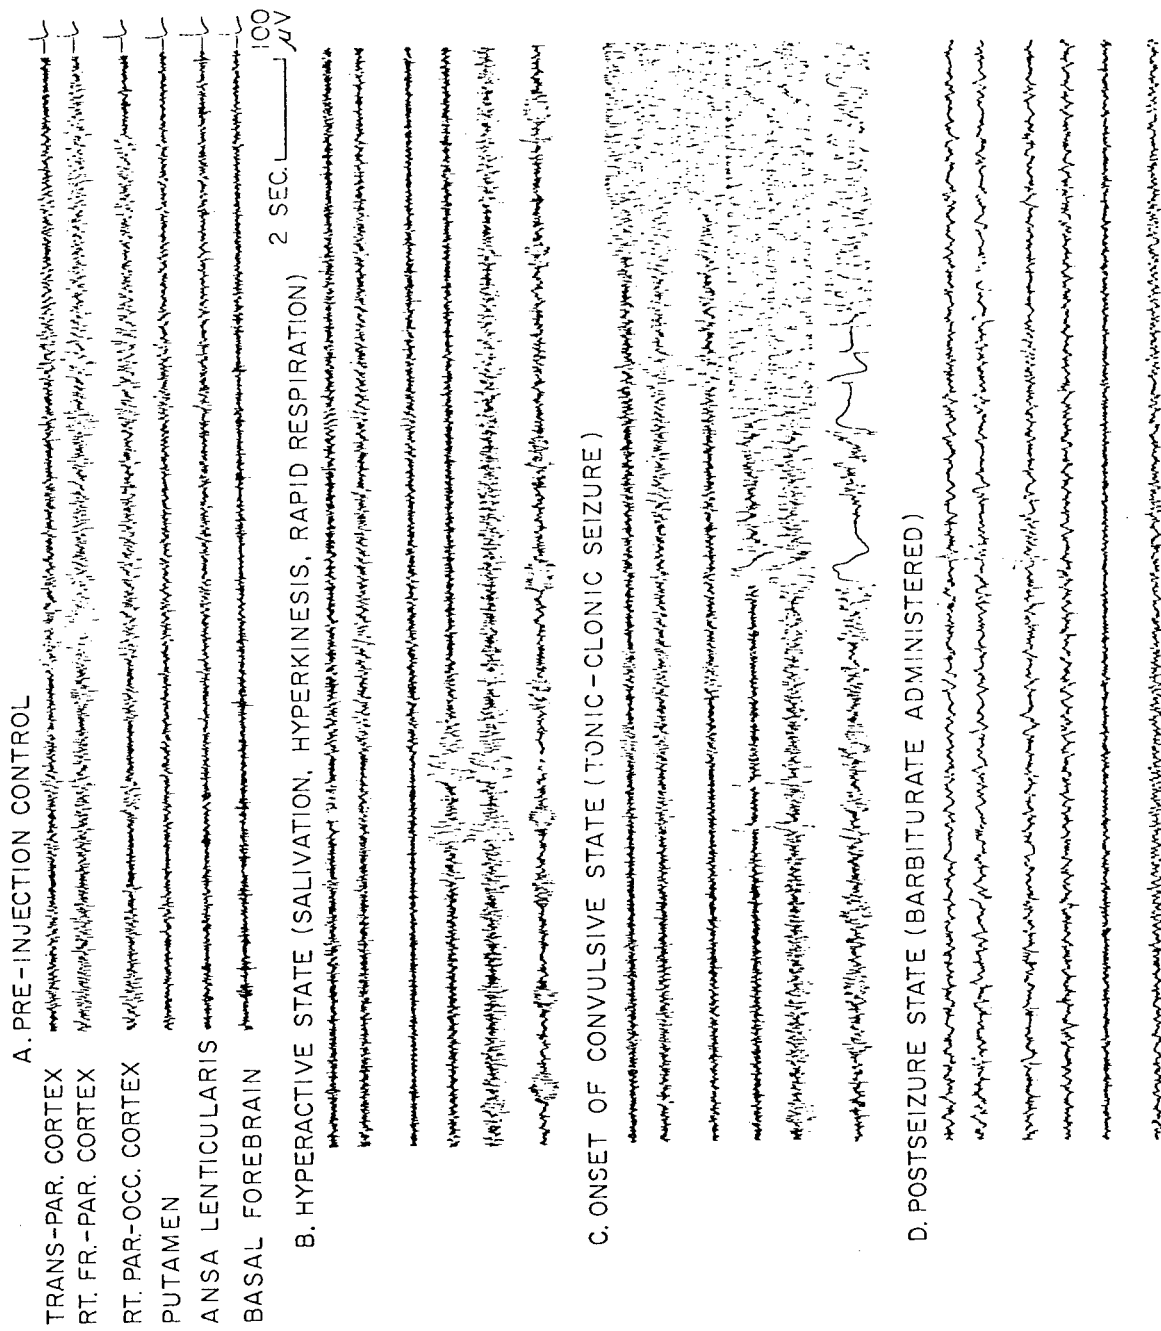 A. PRE-INJECTION CONTROL
TRANS-PAR. CORTEX
RT. FR.-PAR. CORTEX
RT. PAR.-OCC. CORTEX
PUTAMEN
ANSA LENTICULARIS
BASAL FOREBRAIN
100
μV
2 SEC.
B. HYPERACTIVE STATE (SALIVATION, HYPERKINESIS, RAPID RESPIRATION)
C. ONSET OF CONVULSIVE STATE (TONIC-CLONIC SEIZURE)
D. POSTSEIZURE STATE (BARBITURATE ADMINISTERED)